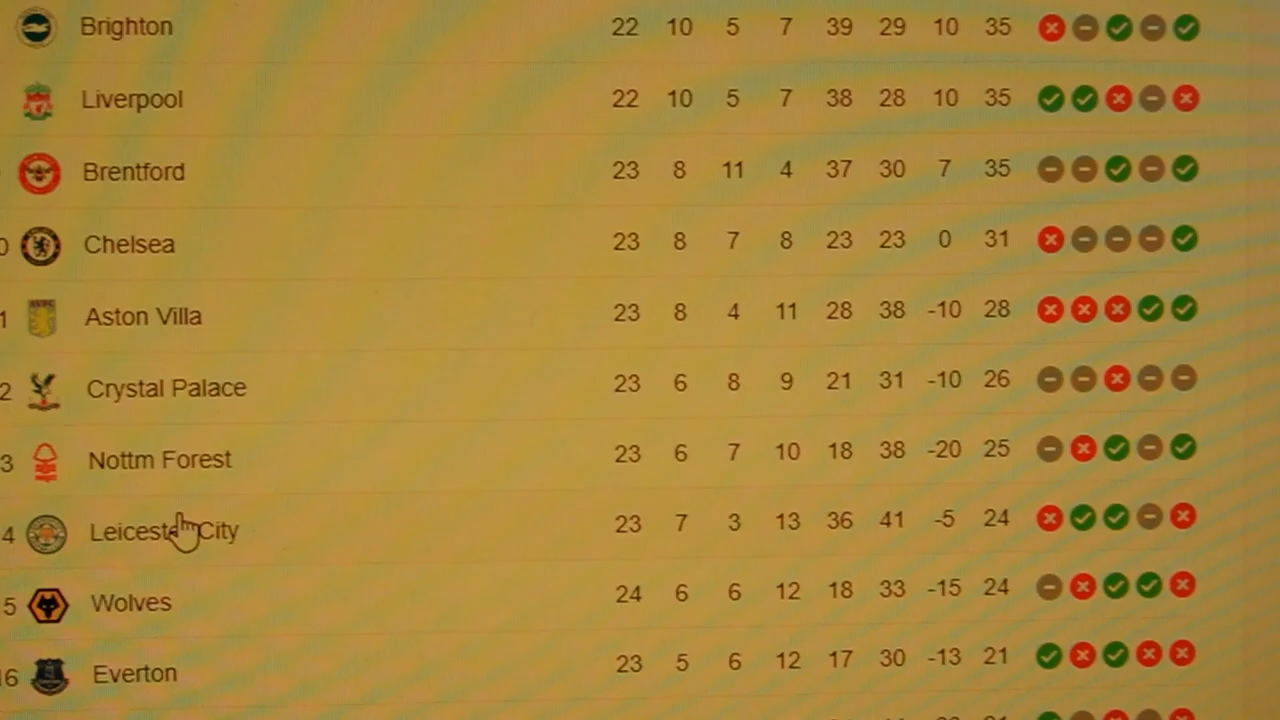 Brighton 22 10 5 7 39 29 10 35
Liverpool 22 10 5 7 38 28 10 35
Brentford 23 8 11 4 37 30 7 35
0 Chelsea 23 8 7 8 23 23 0 31
1 Aston Villa 23 8 4 11 28 38 -10 28
2 Crystal Palace 23 6 8 9 21 31 -10 26
3 Nottm Forest 23 6 7 10 18 38 -20 25
4 Leicester City 23 7 3 13 36 41 -5 24
5 Wolves 24 6 6 12 18 33 -15 24
16 Everton 23 5 6 12 17 30 -13 21